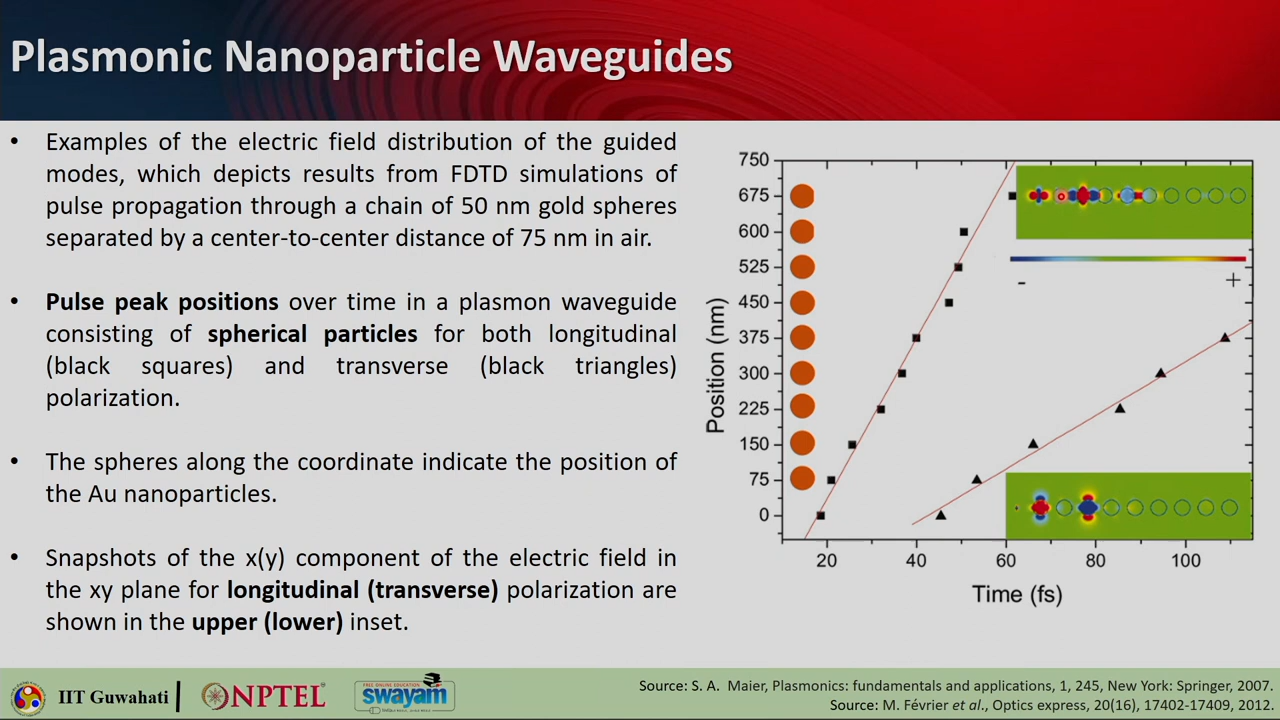 Plasmonic Nanoparticle Waveguides
• Examples of the electric field distribution of the guided
modes, which depicts results from FDTD simulations of
pulse propagation through a chain of 50 nm gold spheres
separated by a center-to-center distance of 75 nm in air.
• Pulse peak positions over time in a plasmon waveguide
consisting of spherical particles for both longitudinal
(black squares) and transverse (black triangles)
polarization.
• The spheres along the coordinate indicate the position of
the Au nanoparticles.
• Snapshots of the x(y) component of the electric field in
the xy plane for longitudinal (transverse) polarization are
shown in the upper (lower) inset.
Position (nm)
750
675
600
525
450
375
300
225
150
75
0
- +
20 40 60 80 100
Time (fs)
IIT Guwahati
NPTEL
FREE ONLINE EDUCATION
swayam
Source: S. A. Maier, Plasmonics: fundamentals and applications, 1, 245, New York: Springer, 2007.
Source: M. Février et al., Optics express, 20(16), 17402-17409, 2012.